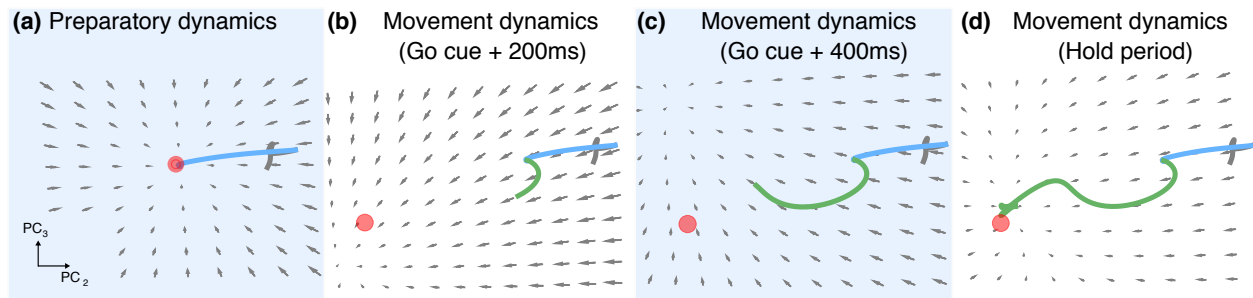 (a) Preparatory dynamics
(b) Movement dynamics
(Go cue + 200ms)
(c) Movement dynamics
(Go cue + 400ms)
(d) Movement dynamics
(Hold period)
PC3
PC2